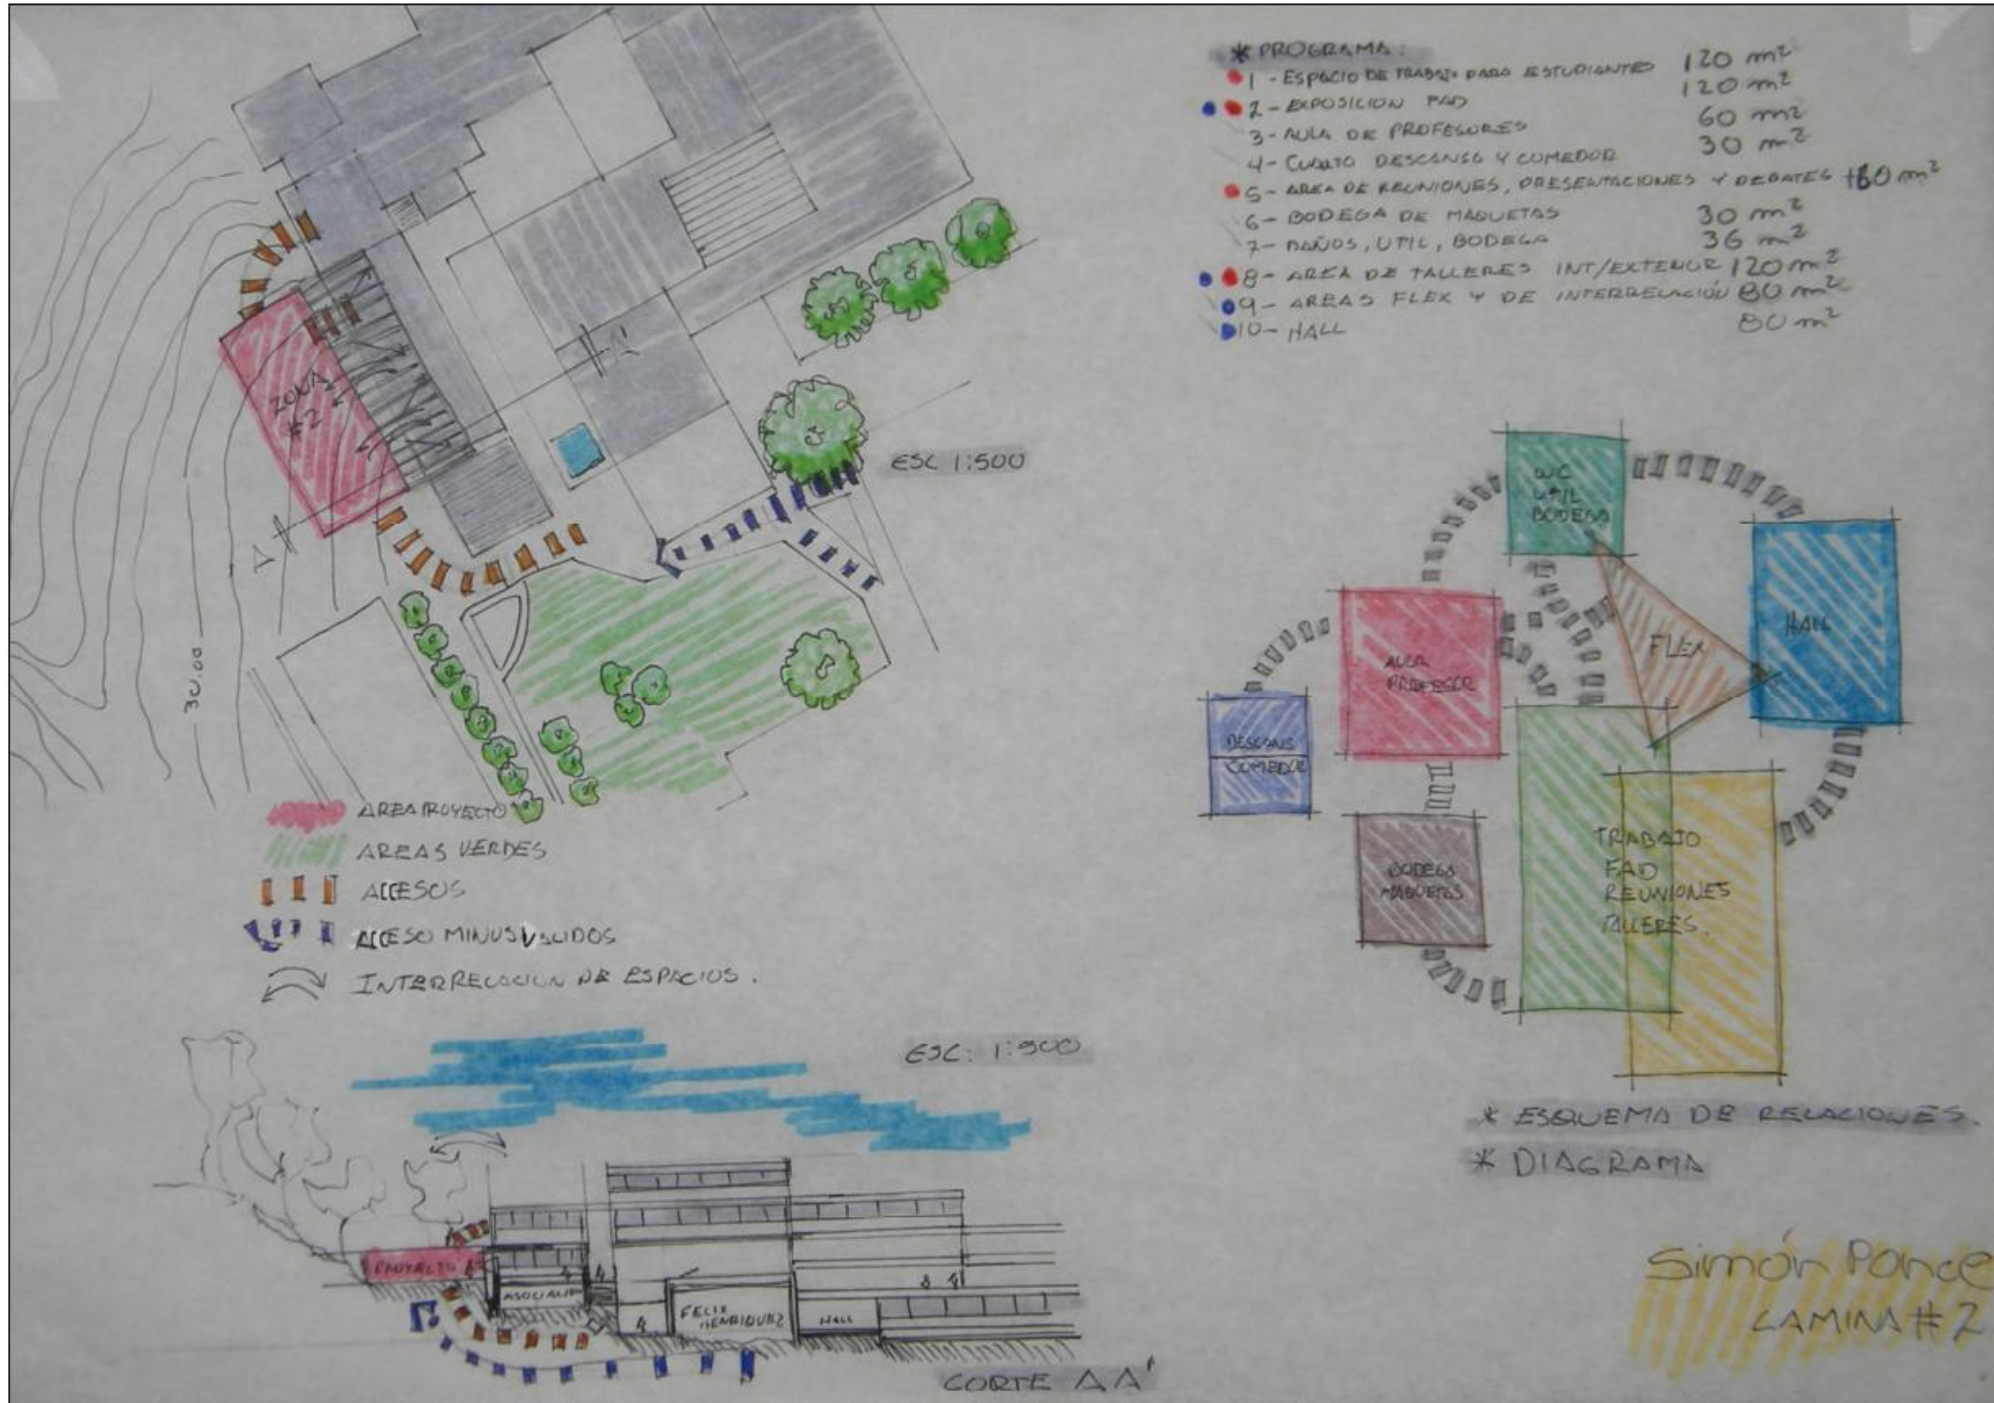 * PROGRAMA:
1 - ESPACIO DE TRABAJO PARA ESTUDIANTES 120 m²
2 - EXPOSICION FAD 120 m²
3 - AULA DE PROFESORES 60 m²
4 - CUARTO DESCANSO Y COMEDOR 30 m²
5 - AREA DE REUNIONES, PRESENTACIONES Y DEBATES
6 - BODEGA DE MAQUETAS 30 m²
7 - BAÑOS, UTIL, BODEGA 36 m²
8 - AREA DE TALLERES INT/EXTERIOR 120 m²
9 - AREAS FLEX Y DE INTERRELACIÓN 80 m²
10 - HALL 80 m²
ZONA
#2
A'
A
ESC 1:500
30.00
AREA PROYECTO
AREAS VERDES
ACCESOS
ACCESO MINUSVALIDOS
INTERRELACION DE ESPACIOS.
WC
UTIL
BODEGA
HALL
FLEX
AULA
PROFESOR
DESCANS
COMEDOR
BODEGA
MAQUETAS
TRABAJO
FAD
REUNIONES
TALLERES.
* ESQUEMA DE RELACIONES.
* DIAGRAMA
ESC: 1:500
PROYECTO
FELIX
HENRIQUEZ
HALL
CORTE AA'
Simón Ponce
LAMINA #2